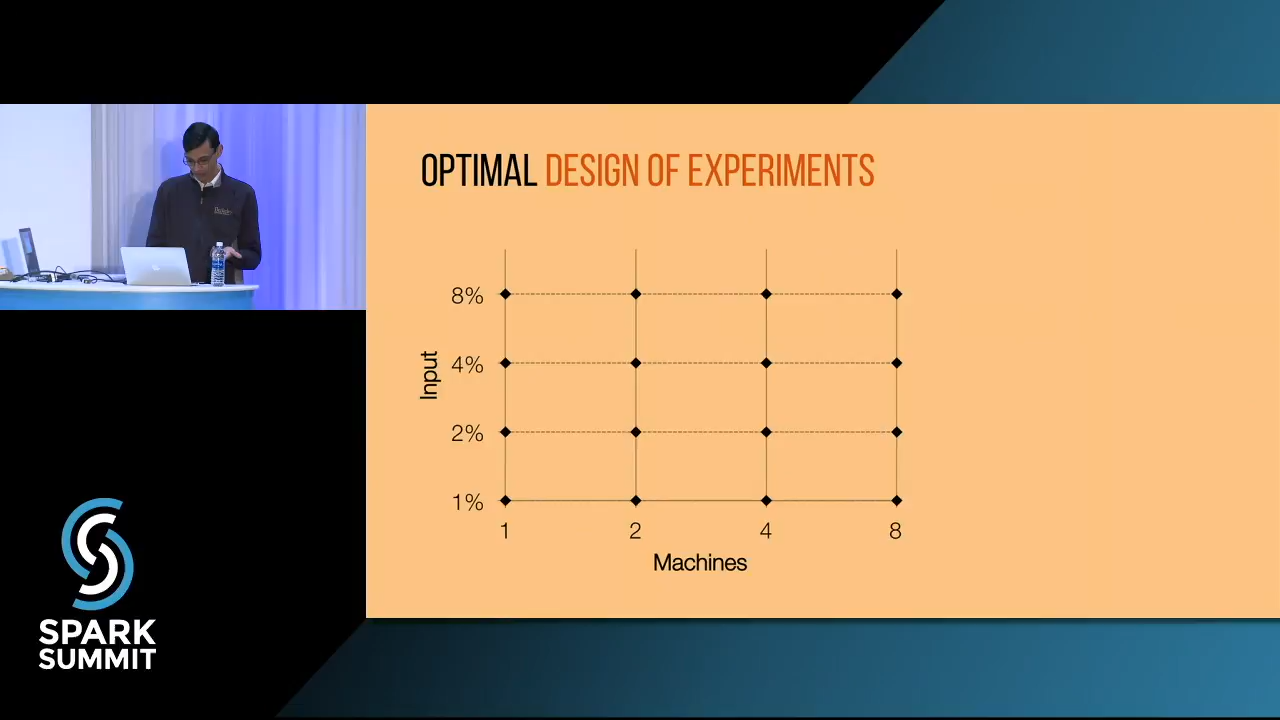 OPTIMAL DESIGN OF EXPERIMENTS
8%
4%
Input
2%
1%
1 2 4 8
Machines
SPARK
SUMMIT